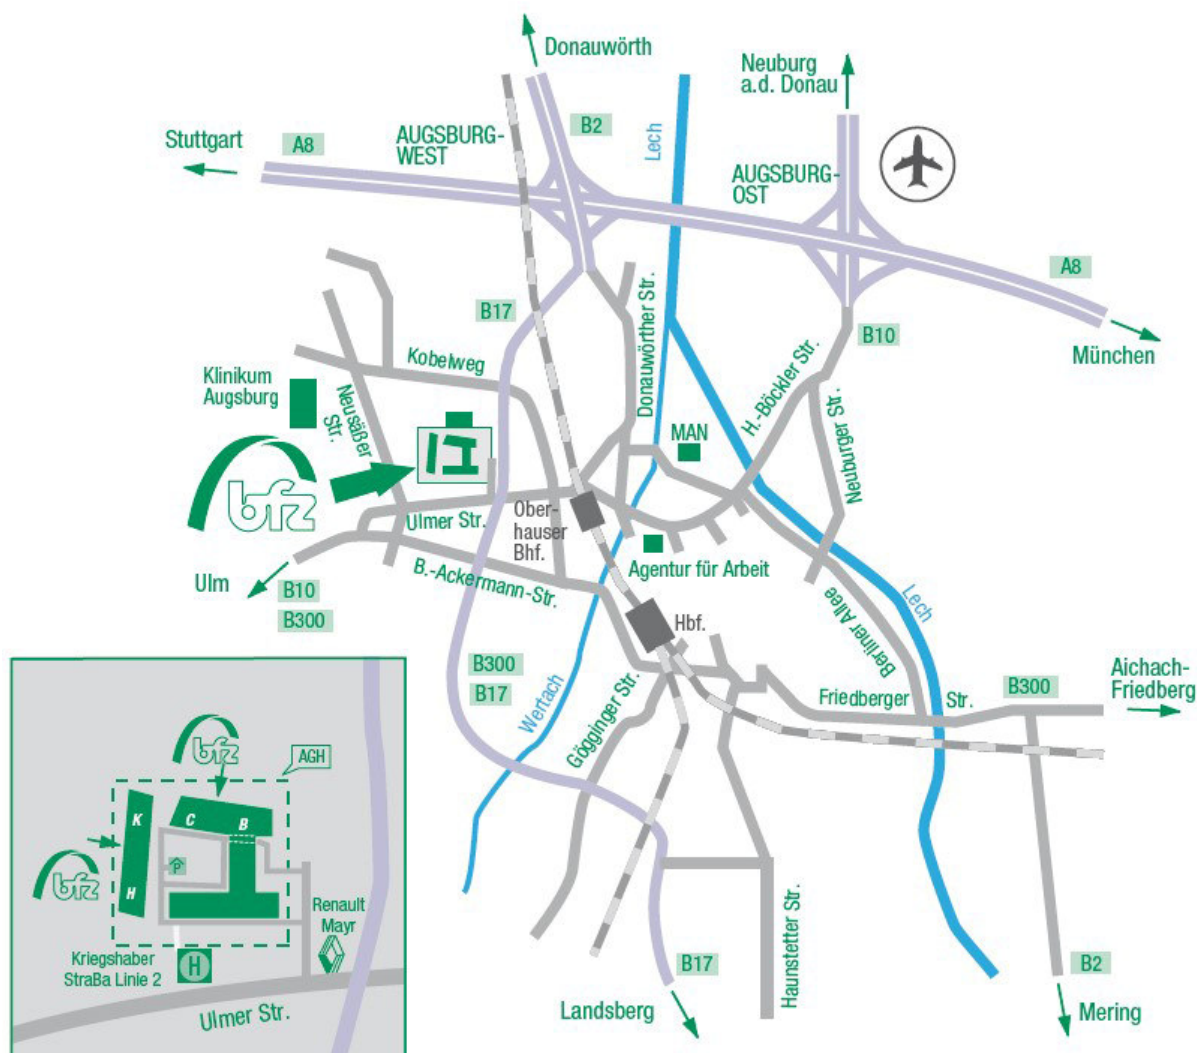 Donauwörth
Neuburg
a.d. Donau
B2
Stuttgart
A8
AUGSBURG-
WEST
Lech
AUGSBURG-
OST
A8
B17
Donauwörther Str.
B10
München
Kobelweg
H.-Böckler Str.
Klinikum
Augsburg
Neusäßer
Str.
MAN
Neuburger Str.
bfz
Ulmer Str.
Ober-
hauser
Bhf.
Agentur für Arbeit
B.-Ackermann-Str.
Ulm
B10
B300
Hbf.
Berliner Allee
Lech
B300
B17
Wertach
Gögginger Str.
Friedberger
Str.
B300
Aichach-
Friedberg
bfz
AGH
K
C
B
P
bfz
H
Renault
Mayr
Kriegshaber
StraBa Linie 2
H
Ulmer Str.
Haunstetter Str.
B17
Landsberg
B2
Mering